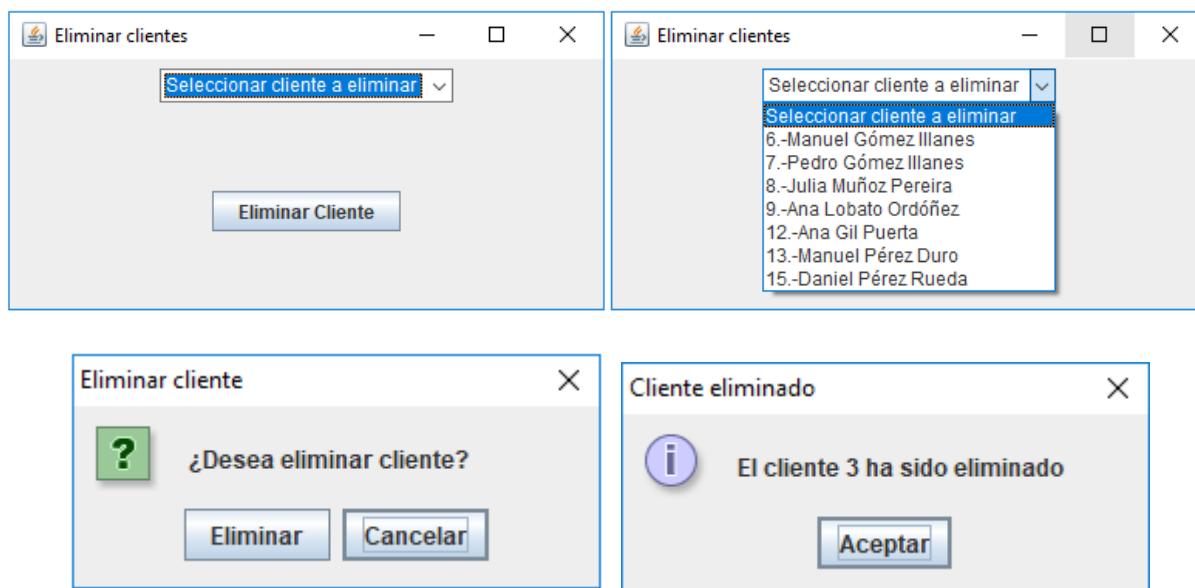 Eliminar clientes
Seleccionar cliente a eliminar
Eliminar Cliente
Eliminar clientes
Seleccionar cliente a eliminar
Seleccionar cliente a eliminar
6.-Manuel Gómez Illanes
7.-Pedro Gómez Illanes
8.-Julia Muñoz Pereira
9.-Ana Lobato Ordóñez
12.-Ana Gil Puerta
13.-Manuel Pérez Duro
15.-Daniel Pérez Rueda
Eliminar cliente
¿Desea eliminar cliente?
Eliminar Cancelar
Cliente eliminado
El cliente 3 ha sido eliminado
Aceptar